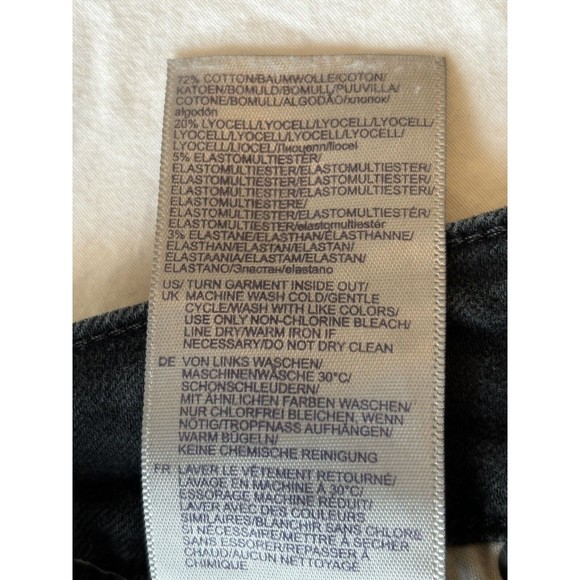 72% COTTON/BAUMWOLLE/COTON/
KATOEN/BOMULD/BOMULL/PUUVILLA/
COTONE/BOMULL/ALGODÃO/хлопок/
algodón
20% LYOCELL/LYOCELL/LYOCELL/LYOCELL/
LYOCELL/LYOCELL/LYOCELL/LYOCELL/
LYOCELL/LIOCEL/Лиоцелл/liocel
5% ELASTOMULTIESTER/
ELASTOMULTIESTER/ELASTOMULTIESTER/
ELASTOMULTIESTER/ELASTOMULTIESTER/
ELASTOMULTIESTER/ELASTOMULTIESTERI/
ELASTOMULTIESTERE/
ELASTOMULTIESTER/ELASTOMULTIESTÉR/
ELASTOMULTIESTER/elastomultiestér
3% ELASTANE/ELASTHAN/ÉLASTHANNE/
ELASTHAN/ELASTAN/ELASTAN/
ELASTAANIA/ELASTAM/ELASTAN/
ELASTANO/Эластан/elastano
US/ TURN GARMENT INSIDE OUT/
UK MACHINE WASH COLD/GENTLE
CYCLE/WASH WITH LIKE COLORS/
USE ONLY NON-CHLORINE BLEACH/
LINE DRY/WARM IRON IF
NECESSARY/DO NOT DRY CLEAN
DE VON LINKS WASCHEN/
MASCHINENWÄSCHE 30°C/
SCHONSCHLEUDERN/
MIT ÄHNLICHEN FARBEN WASCHEN/
NUR CHLORFREI BLEICHEN, WENN
NÖTIG/TROPFNASS AUFHÄNGEN/
WARM BÜGELN/
KEINE CHEMISCHE REINIGUNG
FR LAVER LE VÊTEMENT RETOURNÉ/
LAVAGE EN MACHINE À 30°C/
ESSORAGE MACHINE RÉDUIT/
LAVER AVEC DES COULEURS
SIMILAIRES/BLANCHIR SANS CHLORE
SI NÉCESSAIRE/METTRE À SÉCHER
SANS ESSORER/REPASSER À
CHAUD/AUCUN NETTOYAGE
CHIMIQUE